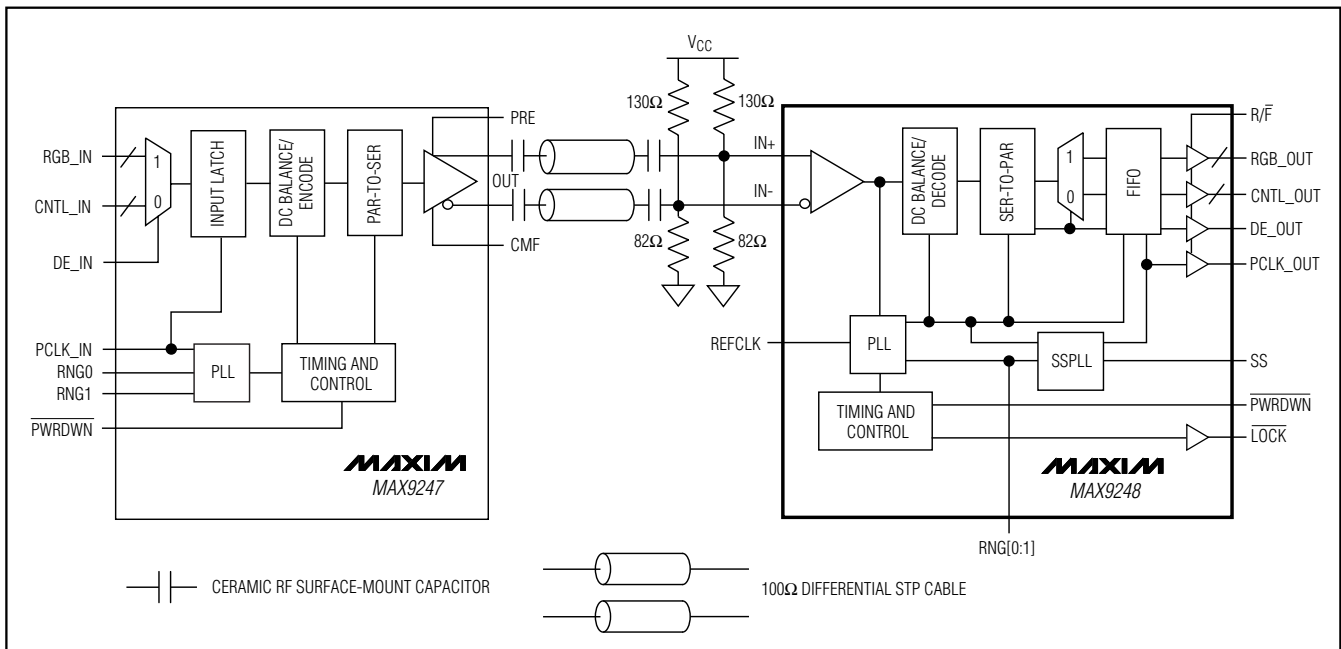 VCC
130Ω 130Ω
PRE
OUT
CMF
RGB_IN
CNTL_IN
DE_IN
PCLK_IN
RNG0
RNG1
PWRDWN
1
0
INPUT LATCH
DC BALANCE/
ENCODE
PAR-TO-SER
PLL
TIMING AND
CONTROL
MAXIM
MAX9247
82Ω 82Ω
IN+
IN-
REFCLK
DC BALANCE/
DECODE
SER-TO-PAR
1
0
FIFO
PLL
SSPLL
TIMING AND
CONTROL
R/F
RGB_OUT
CNTL_OUT
DE_OUT
PCLK_OUT
SS
PWRDWN
LOCK
MAXIM
MAX9248
RNG[0:1]
CERAMIC RF SURFACE-MOUNT CAPACITOR
100Ω DIFFERENTIAL STP CABLE